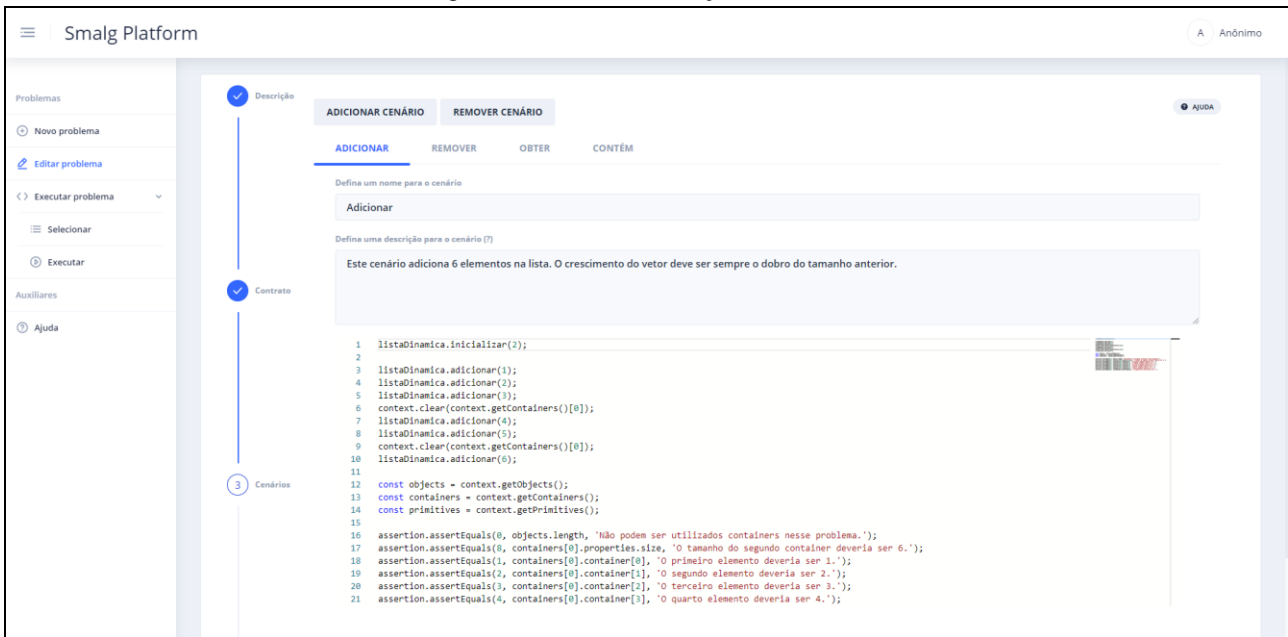 Smalg Platform
A Anônimo
Problemas
Novo problema
Editar problema
Executar problema
Selecionar
Executar
Auxiliares
Ajuda
Descrição
Contrato
3 Cenários
ADICIONAR CENÁRIO REMOVER CENÁRIO
AJUDA
ADICIONAR REMOVER OBTER CONTÉM
Defina um nome para o cenário
Adicionar
Defina uma descrição para o cenário (?)
Este cenário adiciona 6 elementos na lista. O crescimento do vetor deve ser sempre o dobro do tamanho anterior.
1 listaDinamica.inicializar(2);
2
3 listaDinamica.adicionar(1);
4 listaDinamica.adicionar(2);
5 listaDinamica.adicionar(3);
6 context.clear(context.getContainers()[0]);
7 listaDinamica.adicionar(4);
8 listaDinamica.adicionar(5);
9 context.clear(context.getContainers()[0]);
10 listaDinamica.adicionar(6);
11
12 const objects = context.getObjects();
13 const containers = context.getContainers();
14 const primitives = context.getPrimitives();
15
16 assertion.assertEquals(0, objects.length, 'Não podem ser utilizados containers nesse problema.');
17 assertion.assertEquals(8, containers[0].properties.size, 'O tamanho do segundo container deveria ser 6.');
18 assertion.assertEquals(1, containers[0].container[0], 'O primeiro elemento deveria ser 1.');
19 assertion.assertEquals(2, containers[0].container[1], 'O segundo elemento deveria ser 2.');
20 assertion.assertEquals(3, containers[0].container[2], 'O terceiro elemento deveria ser 3.');
21 assertion.assertEquals(4, containers[0].container[3], 'O quarto elemento deveria ser 4.');